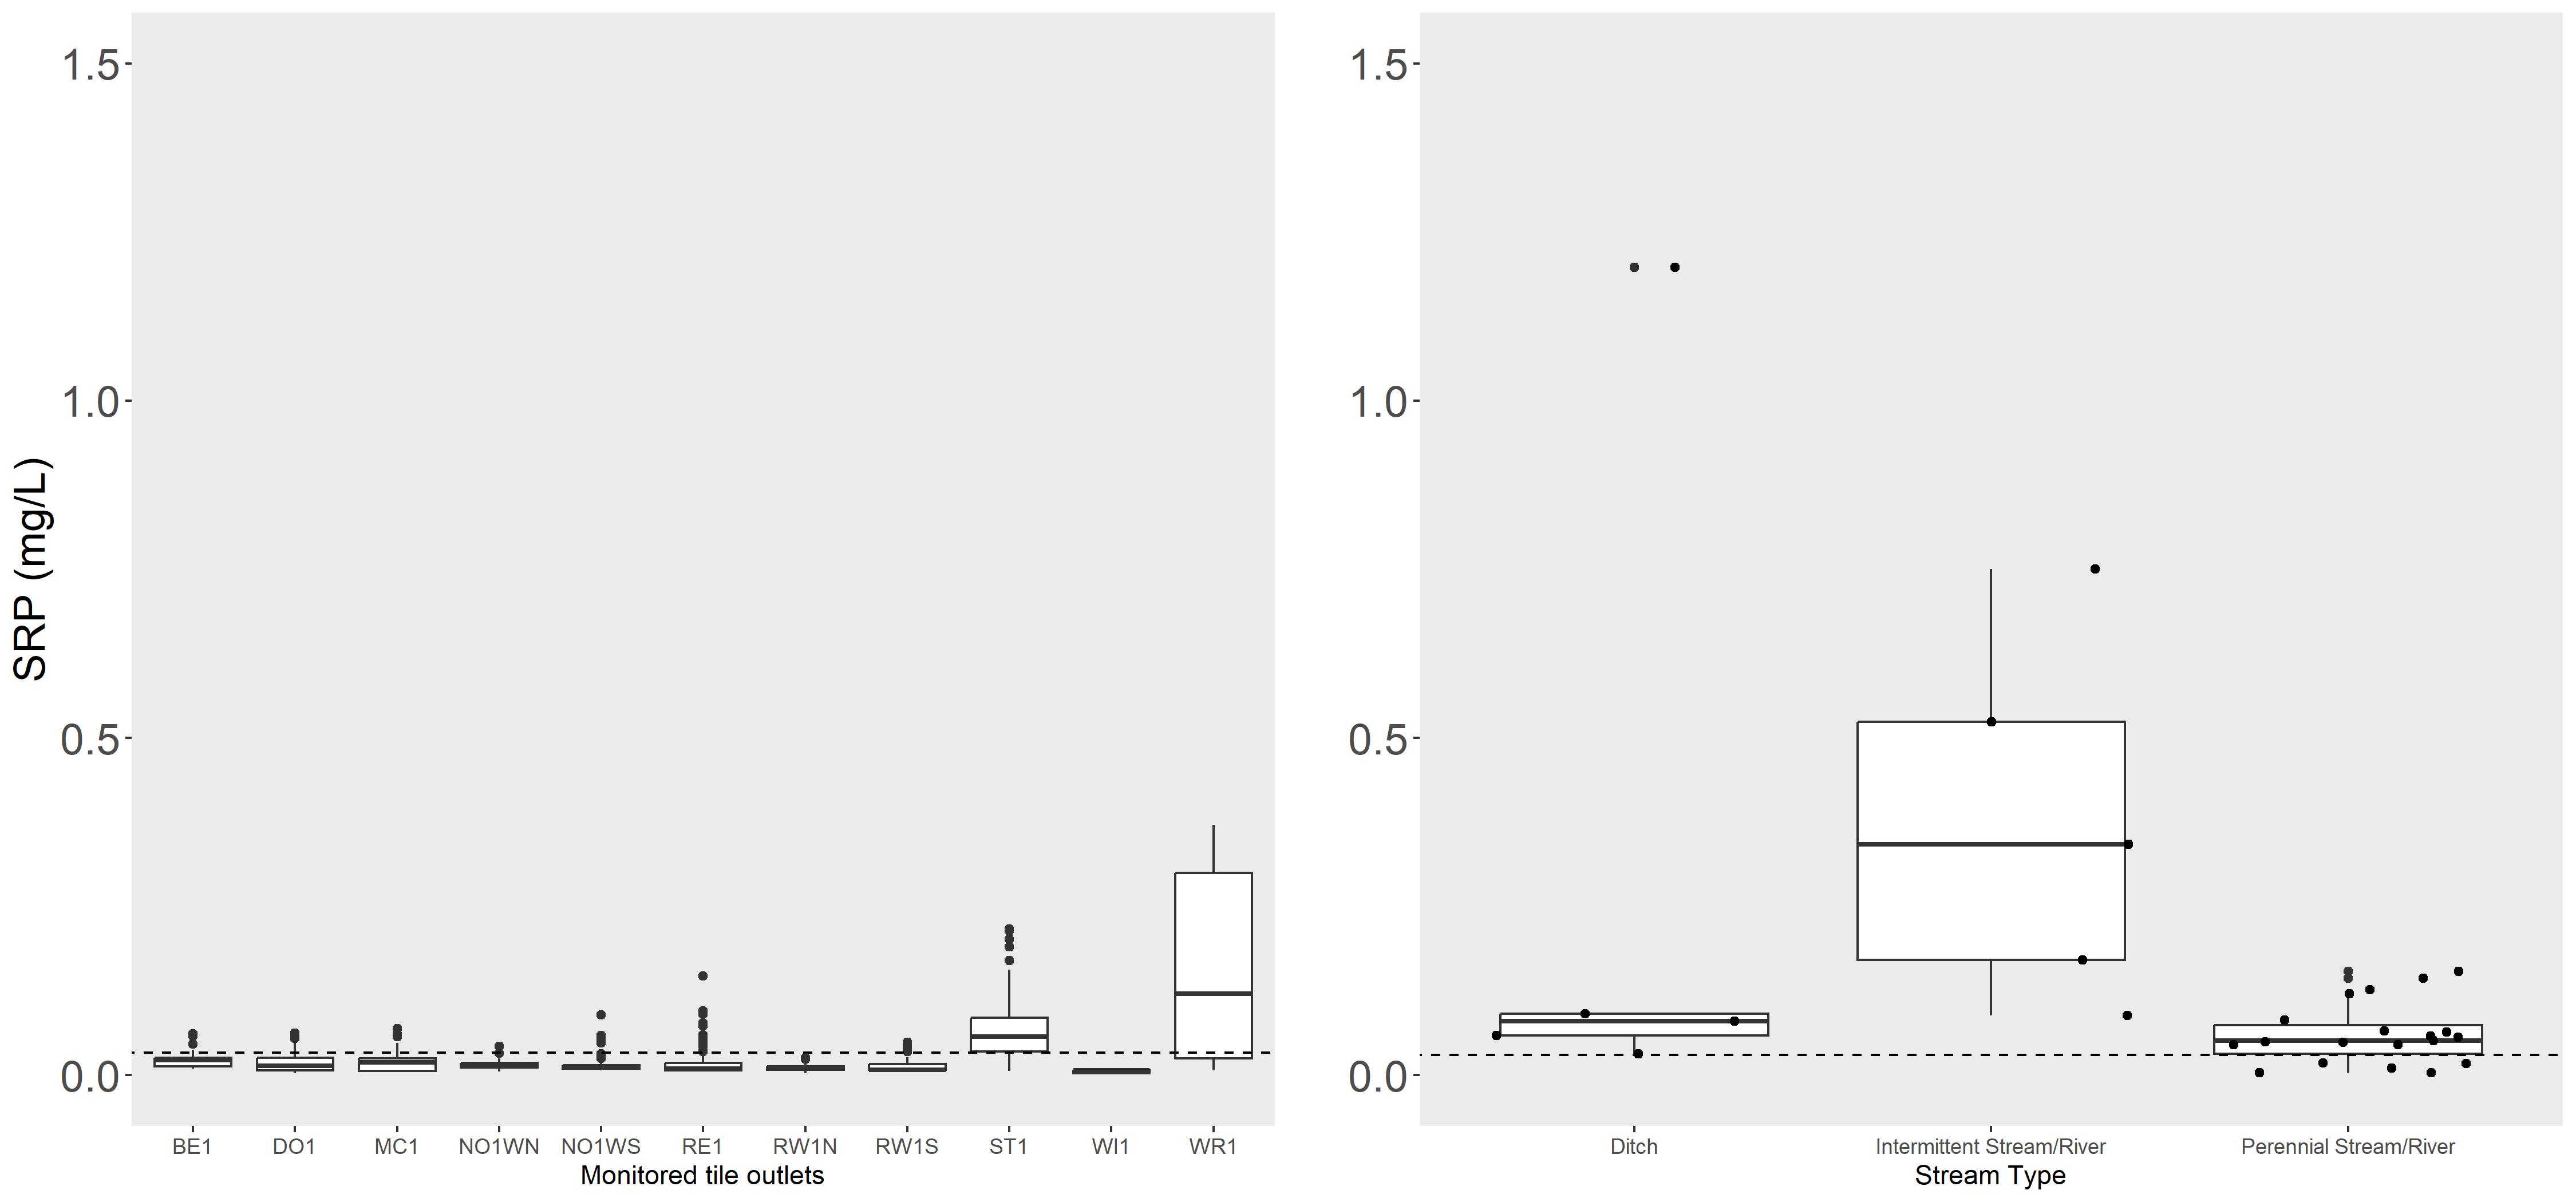 SRP (mg/L)
1.5
1.0
0.5
0.0
BE1 DO1 MC1 NO1WN NO1WS RE1 RW1N RW1S ST1 WI1 WR1
Monitored tile outlets
1.5
1.0
0.5
0.0
Ditch Intermittent Stream/River Perennial Stream/River
Stream Type